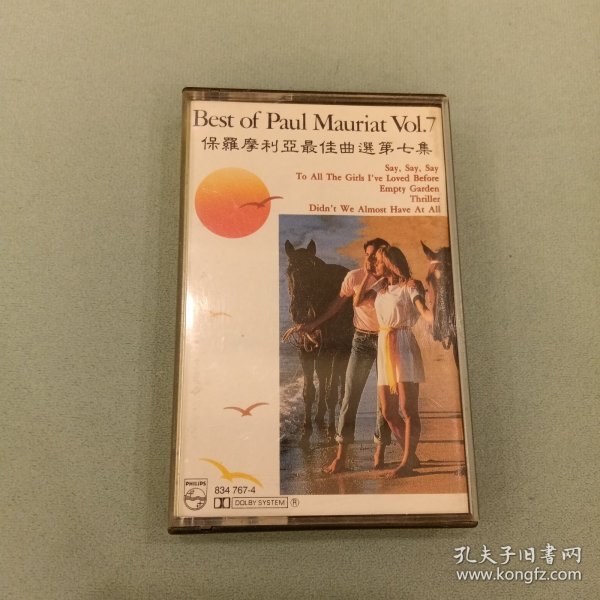 Best of Paul Mauriat Vol.7
保羅摩利亞最佳曲選第七集
Say, Say, Say
To All The Girls I've Loved Before
Empty Garden
Thriller
Didn't We Almost Have At All
PHILIPS
834 767-4
DOLBY SYSTEM ®
孔夫子旧书网
www.kongfz.com